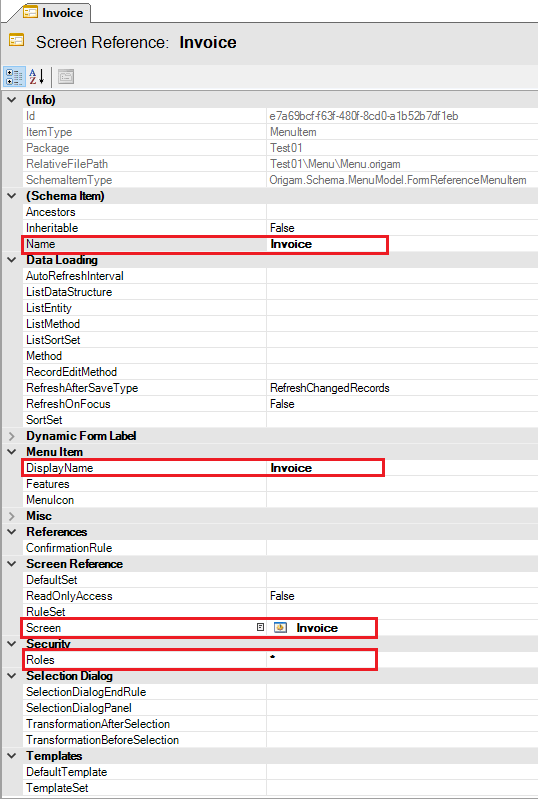 Invoice
Screen Reference: Invoice
A Z
(Info)
Id e7a69bcf-f63f-480f-8cd0-a1b52b7df1eb
ItemType MenuItem
Package Test01
RelativeFilePath Test01\Menu\Menu.origam
SchemaItemType Origam.Schema.MenuModel.FormReferenceMenuItem
(Schema Item)
Ancestors
Inheritable False
Name Invoice
Data Loading
AutoRefreshInterval
ListDataStructure
ListEntity
ListMethod
ListSortSet
Method
RecordEditMethod
RefreshAfterSaveType RefreshChangedRecords
RefreshOnFocus False
SortSet
Dynamic Form Label
Menu Item
DisplayName Invoice
Features
MenuIcon
Misc
References
ConfirmationRule
Screen Reference
DefaultSet
ReadOnlyAccess False
RuleSet
Screen Invoice
Security
Roles *
Selection Dialog
SelectionDialogEndRule
SelectionDialogPanel
TransformationAfterSelection
TransformationBeforeSelection
Templates
DefaultTemplate
TemplateSet